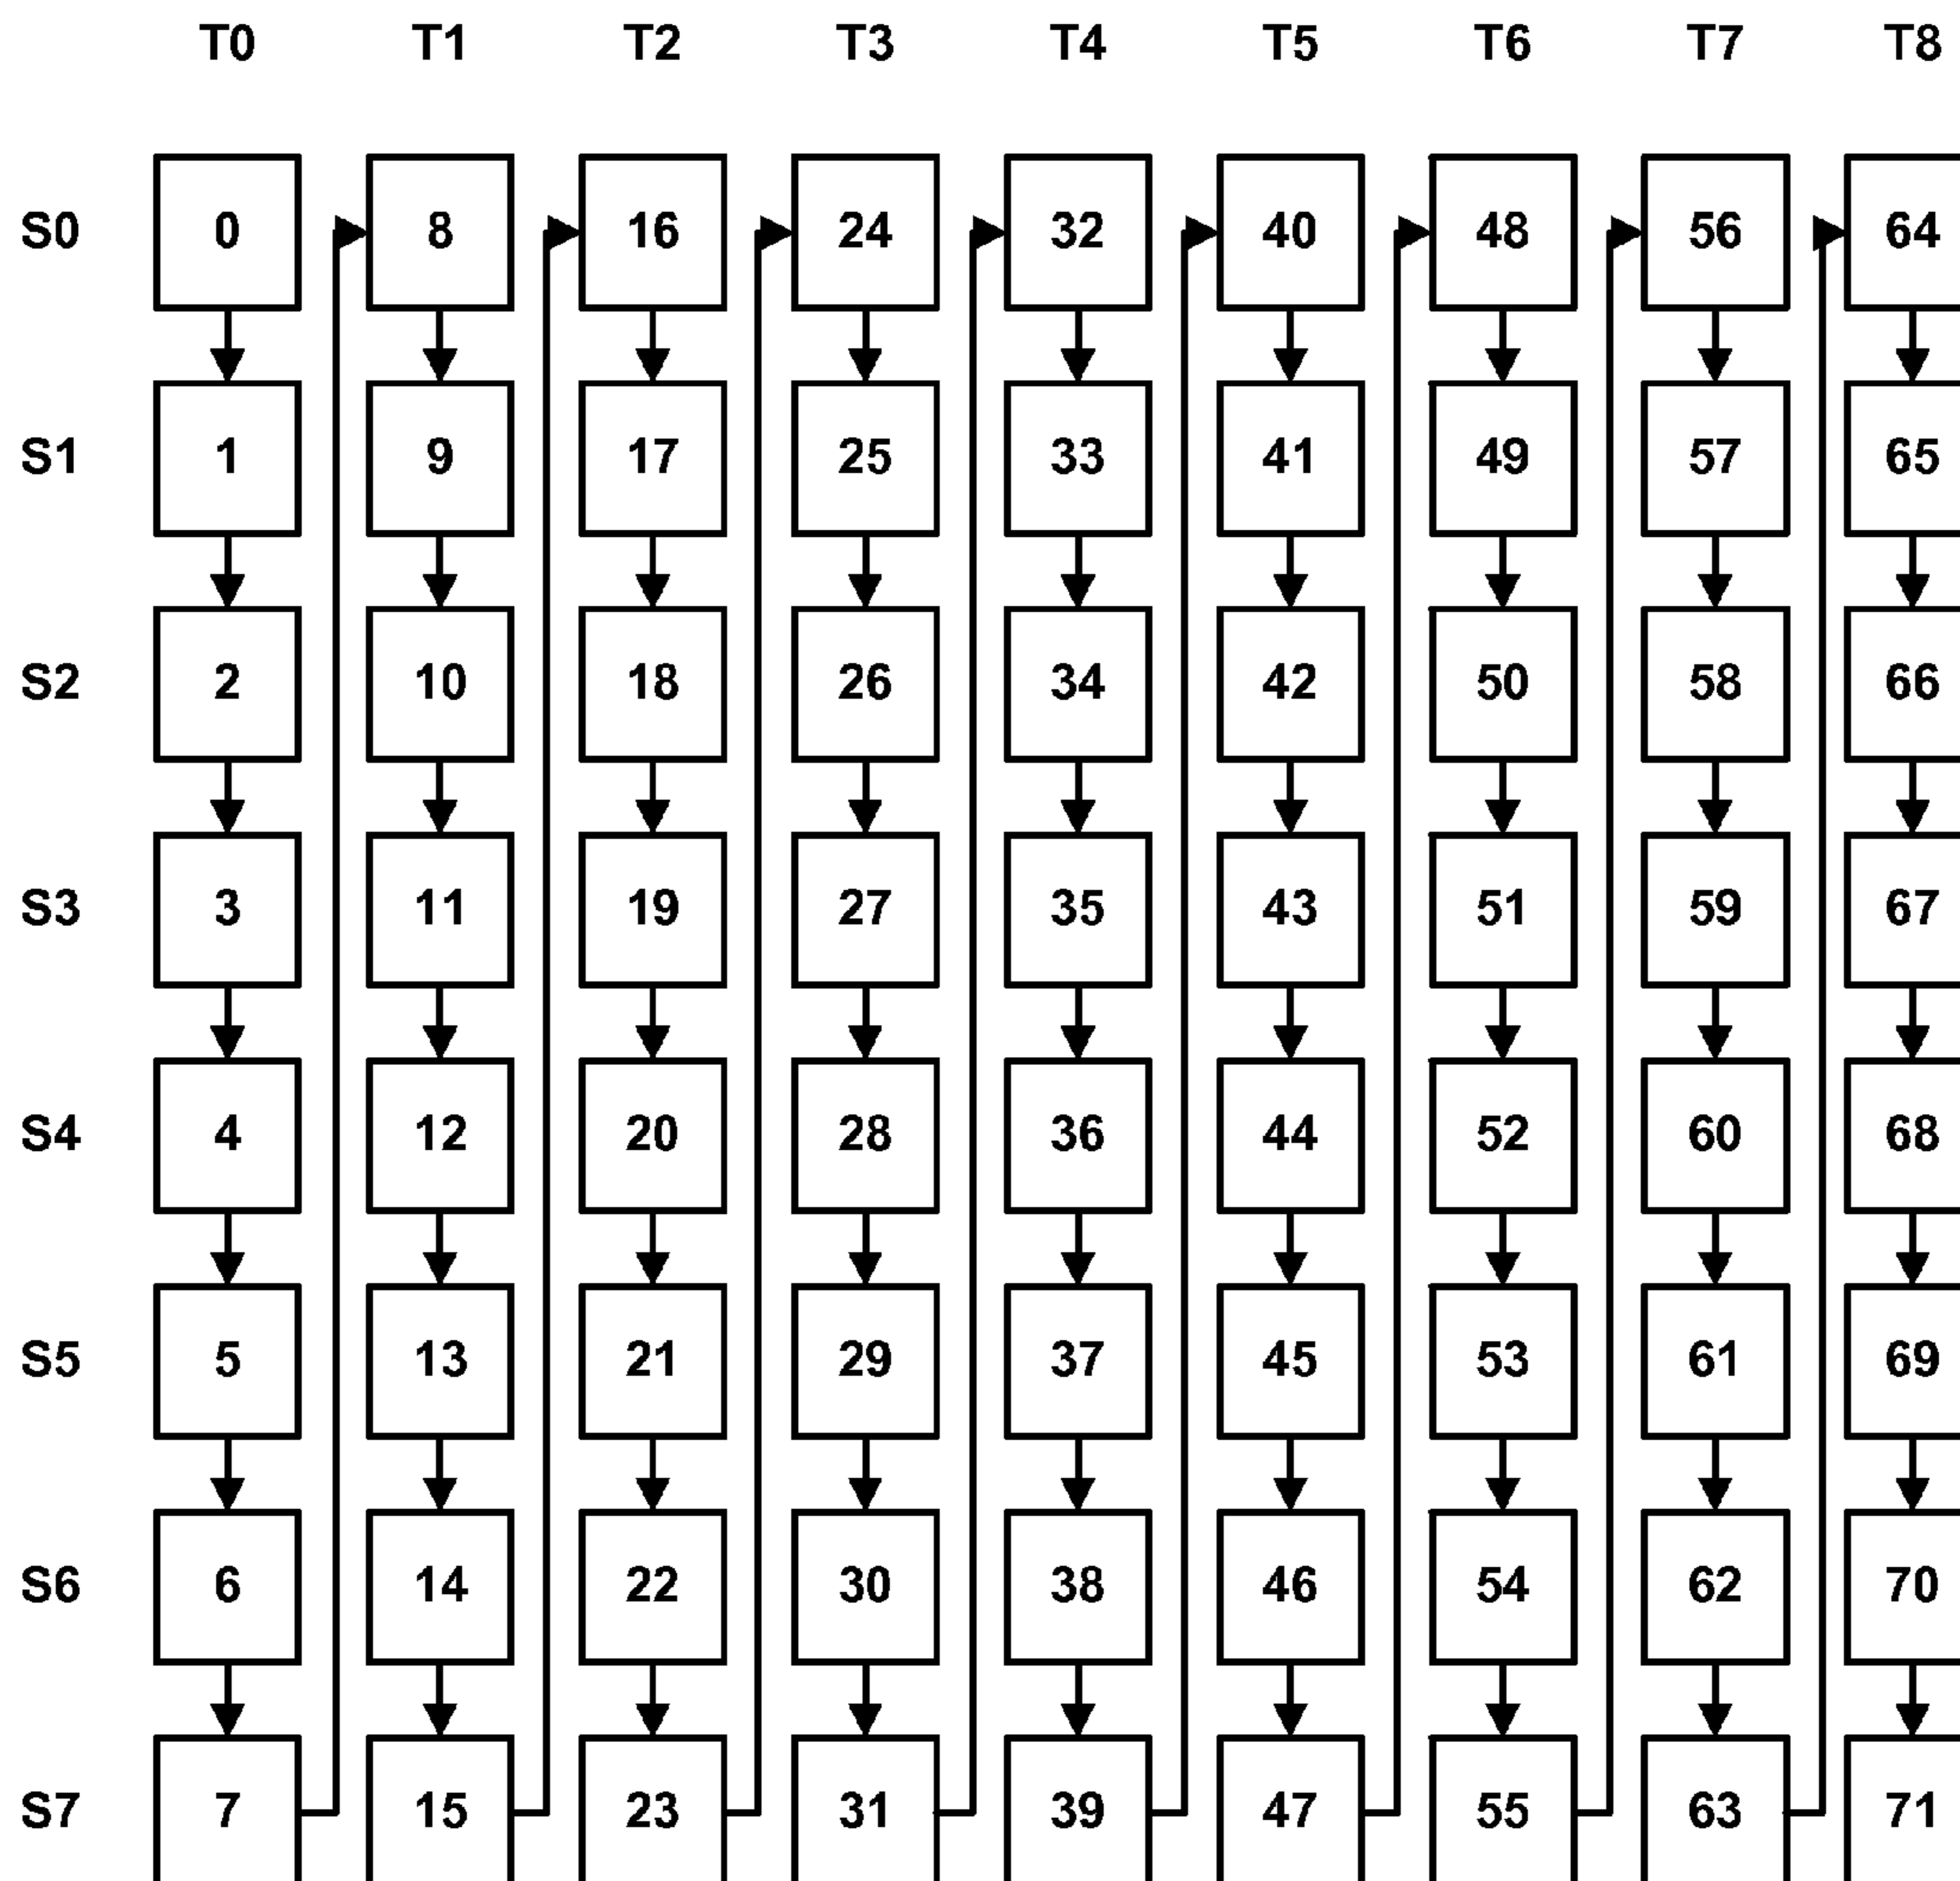 T0 T1 T2 T3 T4 T5 T6 T7 T8
S0 0 8 16 24 32 40 48 56 64
S1 1 9 17 25 33 41 49 57 65
S2 2 10 18 26 34 42 50 58 66
S3 3 11 19 27 35 43 51 59 67
S4 4 12 20 28 36 44 52 60 68
S5 5 13 21 29 37 45 53 61 69
S6 6 14 22 30 38 46 54 62 70
S7 7 15 23 31 39 47 55 63 71